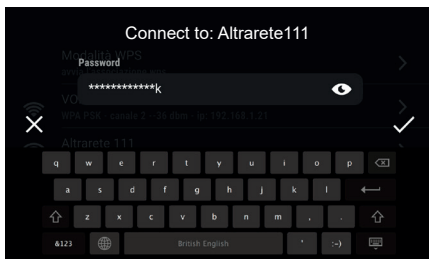 Connect to: Altrarete111
Modalità WPS
Password
************k
WPA PSK - canale 2 - -36 dbm - ip: 192.168.1.21
Altrarete 111
q w e r t y u i o p
a s d f g h j k l
z x c v b n m , .
&123 British English ' :-)